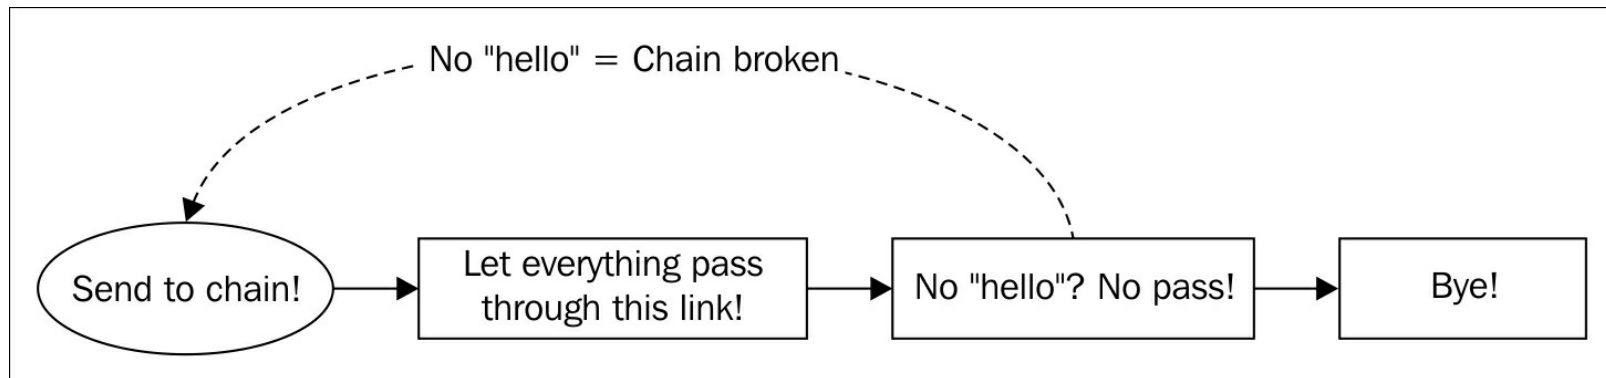 No "hello" = Chain broken
Send to chain!
Let everything pass
through this link!
No "hello"? No pass!
Bye!